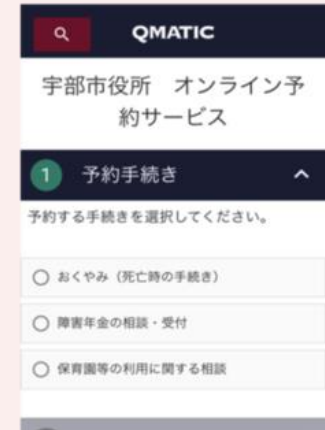 QMATIC
宇部市役所　オンライン予
約サービス
1 予約手続き
予約する手続きを選択してください。
おくやみ（死亡時の手続き）
障害年金の相談・受付
保育園等の利用に関する相談